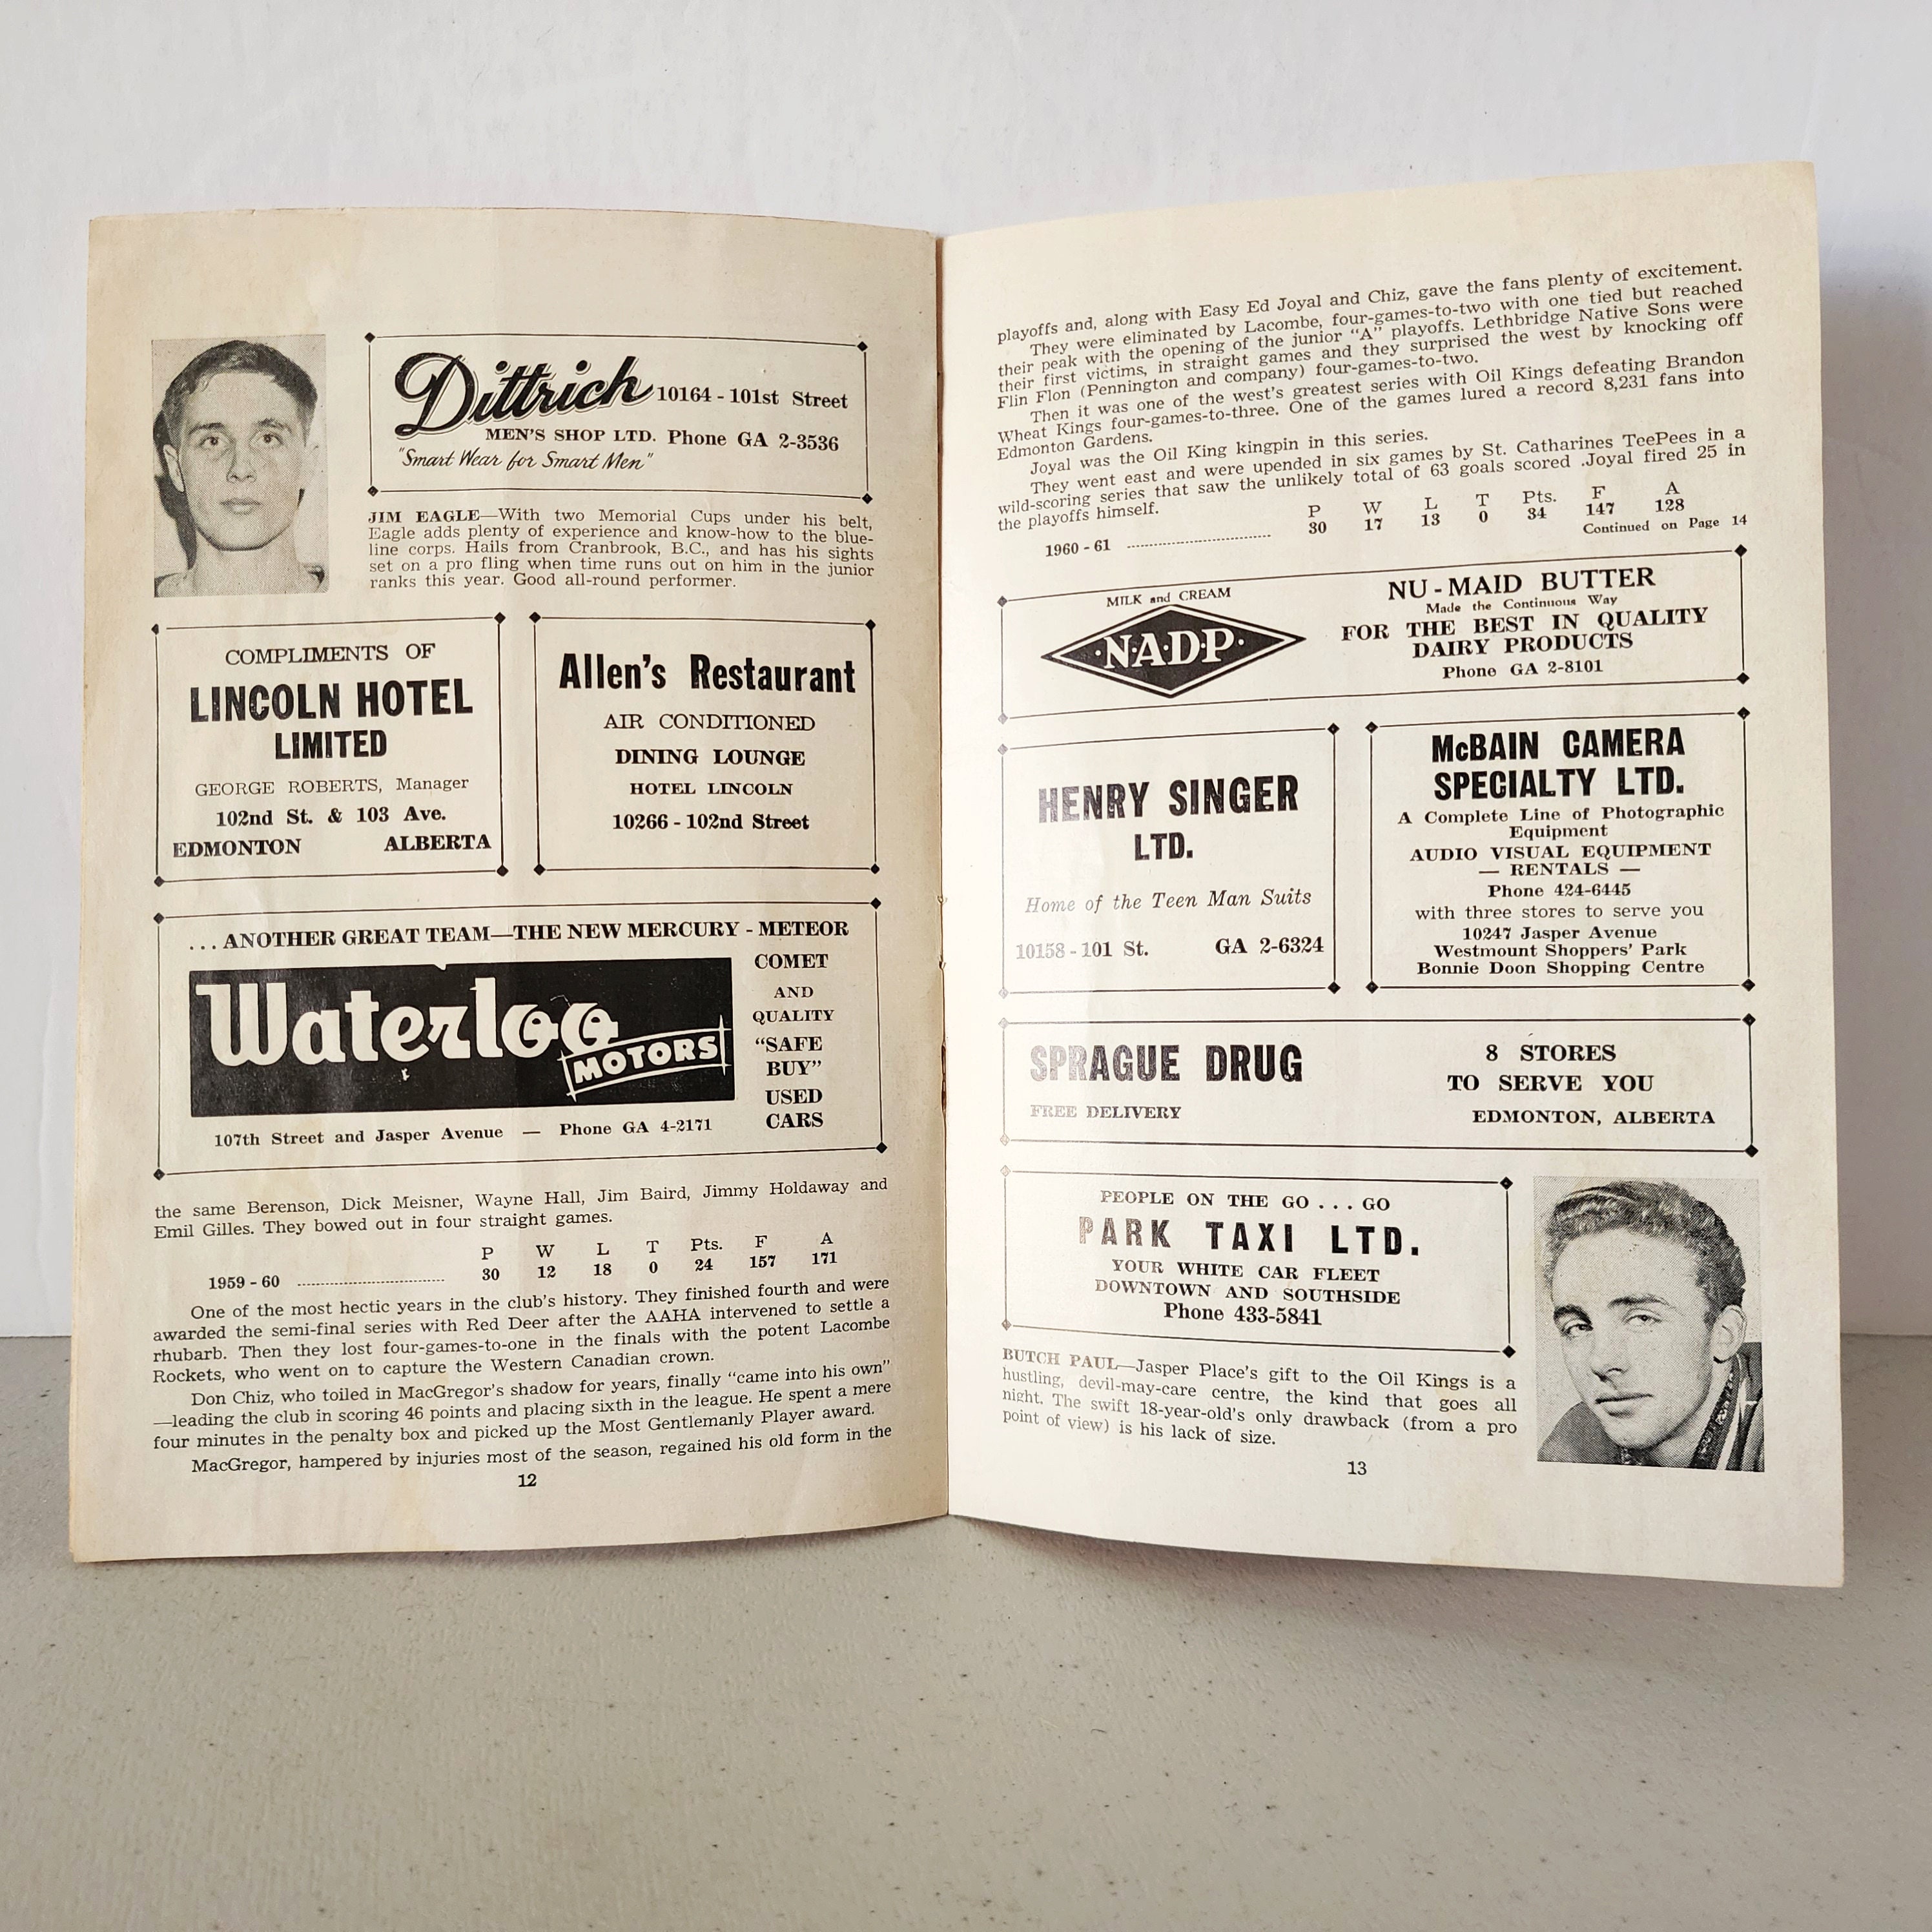 Dittrich 10164 - 101st Street
MEN'S SHOP LTD. Phone GA 2-3536
"Smart Wear for Smart Men"
JIM EAGLE—With two Memorial Cups under his belt,
Eagle adds plenty of experience and know-how to the blue-
line corps. Hails from Cranbrook, B.C., and has his sights
set on a pro fling when time runs out on him in the junior
ranks this year. Good all-round performer.
COMPLIMENTS OF
LINCOLN HOTEL
LIMITED
GEORGE ROBERTS, Manager
102nd St. & 103 Ave.
EDMONTON ALBERTA
Allen's Restaurant
AIR CONDITIONED
DINING LOUNGE
HOTEL LINCOLN
10266 - 102nd Street
... ANOTHER GREAT TEAM—THE NEW MERCURY - METEOR
Waterloo
MOTORS
COMET
AND
QUALITY
"SAFE
BUY"
USED
CARS
107th Street and Jasper Avenue — Phone GA 4-2171
the same Berenson, Dick Meisner, Wayne Hall, Jim Baird, Jimmy Holdaway and
Emil Gilles. They bowed out in four straight games.
P W L T Pts. F A
1959 - 60 .......................... 30 12 18 0 24 157 171
One of the most hectic years in the club's history. They finished fourth and were
awarded the semi-final series with Red Deer after the AAHA intervened to settle a
rhubarb. Then they lost four-games-to-one in the finals with the potent Lacombe
Rockets, who went on to capture the Western Canadian crown.
Don Chiz, who toiled in MacGregor's shadow for years, finally "came into his own"
—leading the club in scoring 46 points and placing sixth in the league. He spent a mere
four minutes in the penalty box and picked up the Most Gentlemanly Player award.
MacGregor, hampered by injuries most of the season, regained his old form in the
12
playoffs and, along with Easy Ed Joyal and Chiz, gave the fans plenty of excitement.
They were eliminated by Lacombe, four-games-to-two with one tied but reached
their peak with the opening of the junior "A" playoffs. Lethbridge Native Sons were
their first victims, in straight games and they surprised the west by knocking off
Flin Flon (Pennington and company) four-games-to-two.
Then it was one of the west's greatest series with Oil Kings defeating Brandon
Wheat Kings four-games-to-three. One of the games lured a record 8,231 fans into
Edmonton Gardens.
Joyal was the Oil King kingpin in this series.
They went east and were upended in six games by St. Catharines TeePees in a
wild-scoring series that saw the unlikely total of 63 goals scored .Joyal fired 25 in
the playoffs himself.
P W L T Pts. F A
1960 - 61 .......................... 30 17 13 0 34 147 128
Continued on Page 14
MILK and CREAM
·N·A·D·P·
NU - MAID BUTTER
Made the Continuous Way
FOR THE BEST IN QUALITY
DAIRY PRODUCTS
Phone GA 2-8101
HENRY SINGER
LTD.
Home of the Teen Man Suits
10158 - 101 St. GA 2-6324
McBAIN CAMERA
SPECIALTY LTD.
A Complete Line of Photographic
Equipment
AUDIO VISUAL EQUIPMENT
— RENTALS —
Phone 424-6445
with three stores to serve you
10247 Jasper Avenue
Westmount Shoppers' Park
Bonnie Doon Shopping Centre
SPRAGUE DRUG
FREE DELIVERY
8 STORES
TO SERVE YOU
EDMONTON, ALBERTA
PEOPLE ON THE GO . . . GO
PARK TAXI LTD.
YOUR WHITE CAR FLEET
DOWNTOWN AND SOUTHSIDE
Phone 433-5841
BUTCH PAUL—Jasper Place's gift to the Oil Kings is a
hustling, devil-may-care centre, the kind that goes all
night. The swift 18-year-old's only drawback (from a pro
point of view) is his lack of size.
13